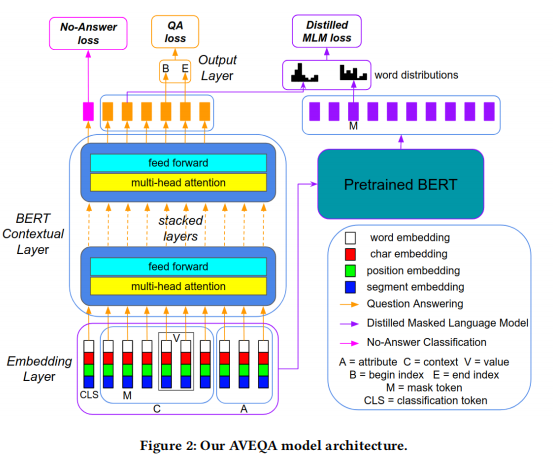 No-Answer
loss
QA
loss
Distilled
MLM loss
Output
Layer
B E
word distributions
M
feed forward
multi-head attention
Pretrained BERT
BERT
Contextual
Layer
stacked
layers
feed forward
multi-head attention
word embedding
char embedding
position embedding
segment embedding
Question Answering
Distilled Masked Language Model
No-Answer Classification
A = attribute C = context V = value
B = begin index E = end index
M = mask token
CLS = classification token
Embedding
Layer
V
CLS M
C A
Figure 2: Our AVEQA model architecture.